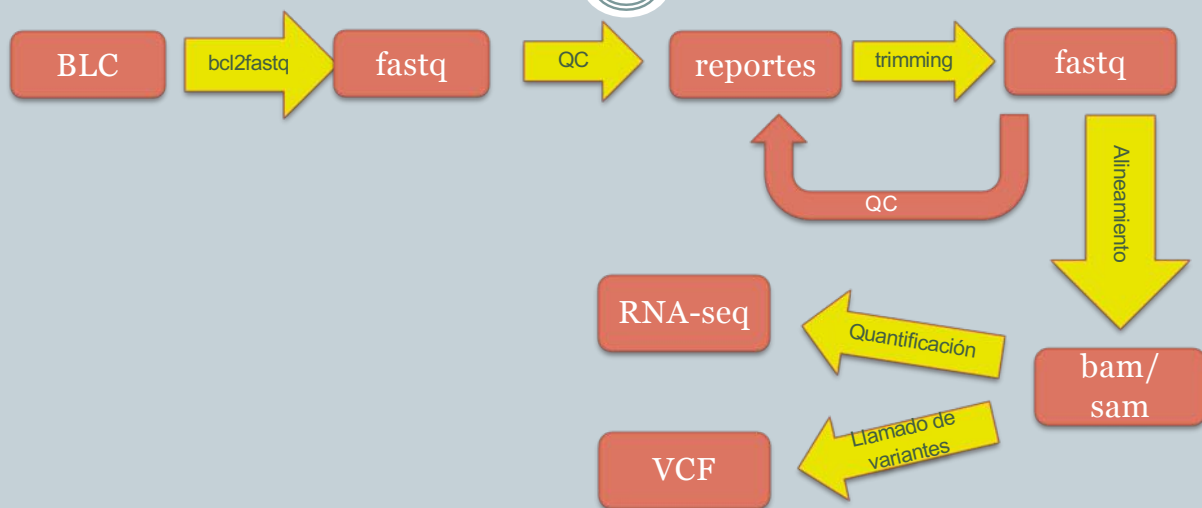 BLC
bcl2fastq
fastq
QC
reportes
trimming
fastq
QC
Alineamiento
RNA-seq
Quantificación
bam/
sam
VCF
Llamado de
variantes